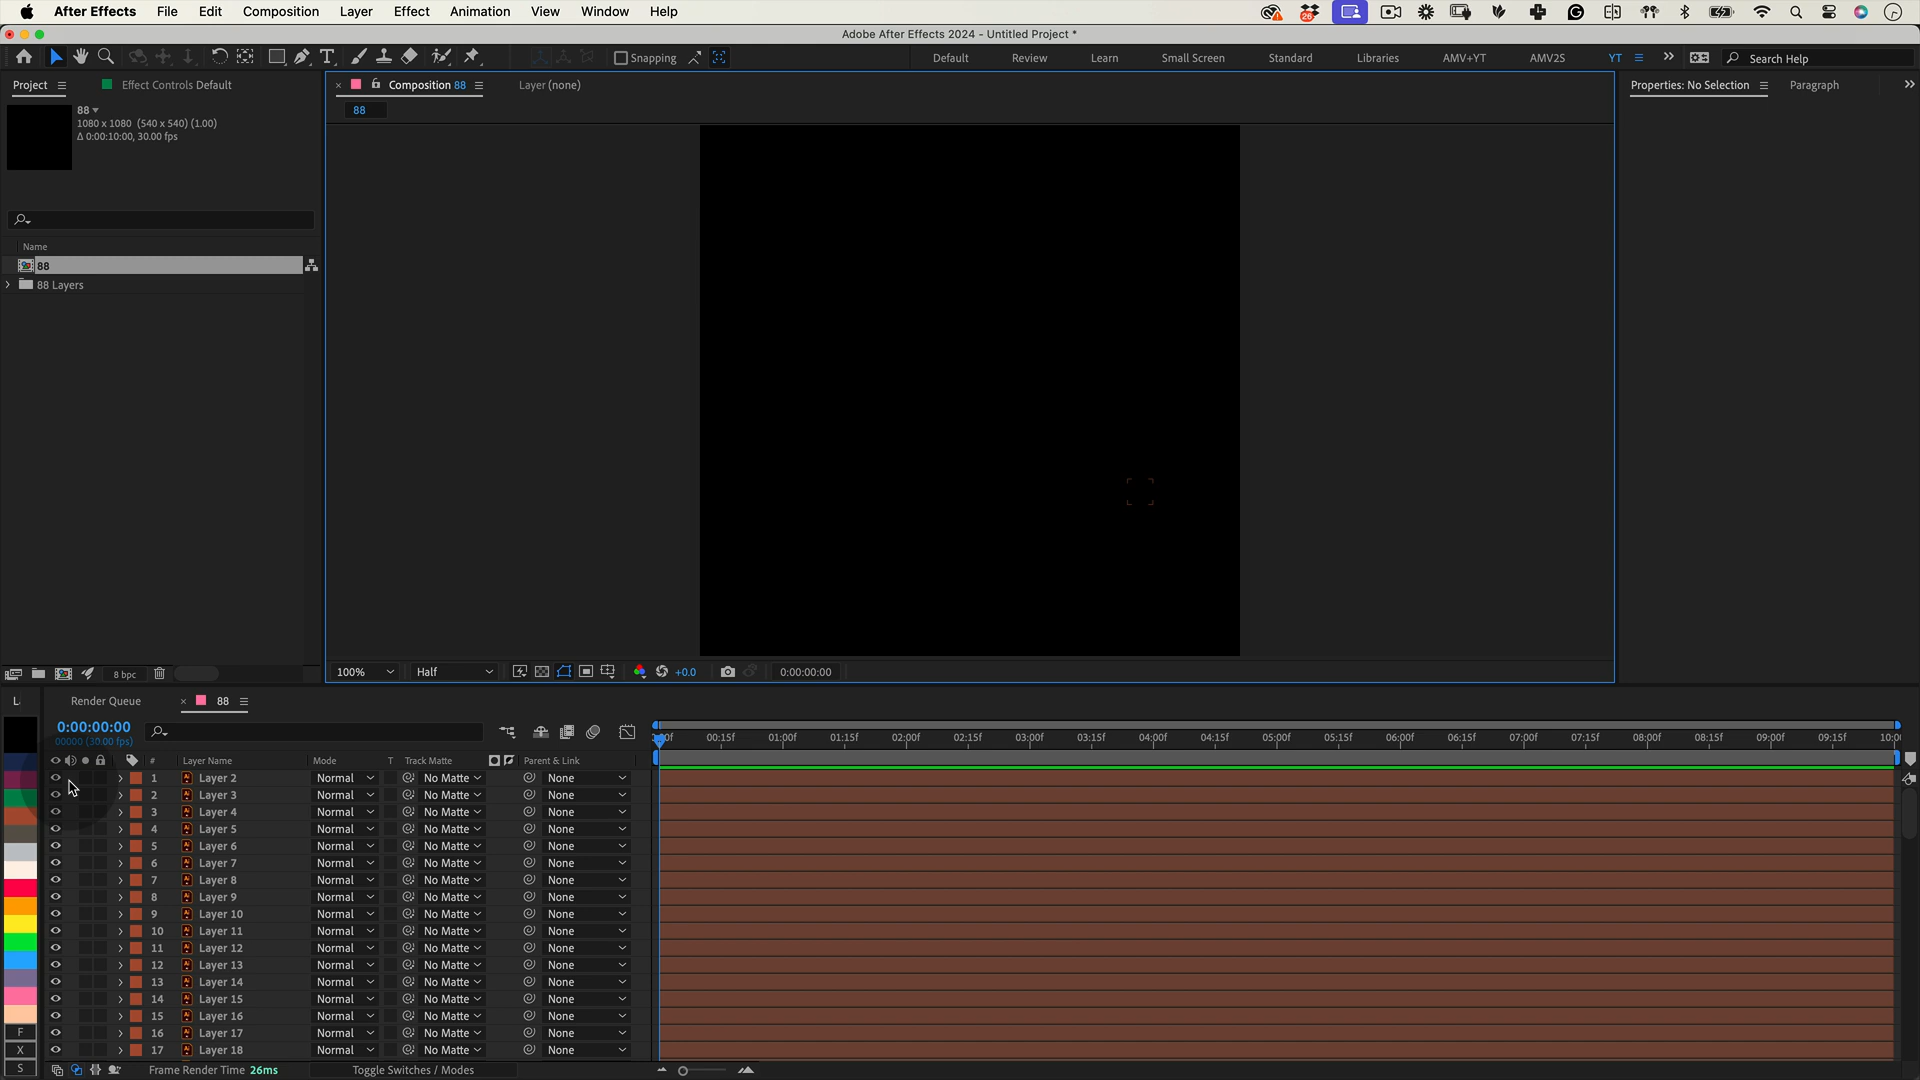 After Effects File Edit Composition Layer Effect Animation View Window Help
Adobe After Effects 2024 - Untitled Project *
Snapping Default Review Learn Small Screen Standard Libraries AMV+YT AMV2S YT Search Help
Project Effect Controls Default Composition 88 Layer (none) Properties: No Selection Paragraph
88
1080 x 1080 (540 x 540) (1.00)
Δ 0:00:10:00, 30.00 fps
88
Name
88
88 Layers
8 bpc
100% Half +0.0 0:00:00:00
Render Queue 88
0:00:00:00
00000 (30.00 fps)
00:15f 01:00f 01:15f 02:00f 02:15f 03:00f 03:15f 04:00f 04:15f 05:00f 05:15f 06:00f 06:15f 07:00f 07:15f 08:00f 08:15f 09:00f 09:15f
# Layer Name Mode T Track Matte Parent & Link
1 Layer 2 Normal No Matte None
2 Layer 3 Normal No Matte None
3 Layer 4 Normal No Matte None
4 Layer 5 Normal No Matte None
5 Layer 6 Normal No Matte None
6 Layer 7 Normal No Matte None
7 Layer 8 Normal No Matte None
8 Layer 9 Normal No Matte None
9 Layer 10 Normal No Matte None
10 Layer 11 Normal No Matte None
11 Layer 12 Normal No Matte None
12 Layer 13 Normal No Matte None
13 Layer 14 Normal No Matte None
14 Layer 15 Normal No Matte None
15 Layer 16 Normal No Matte None
16 Layer 17 Normal No Matte None
17 Layer 18 Normal No Matte None
F
X
S
Frame Render Time 26ms Toggle Switches / Modes